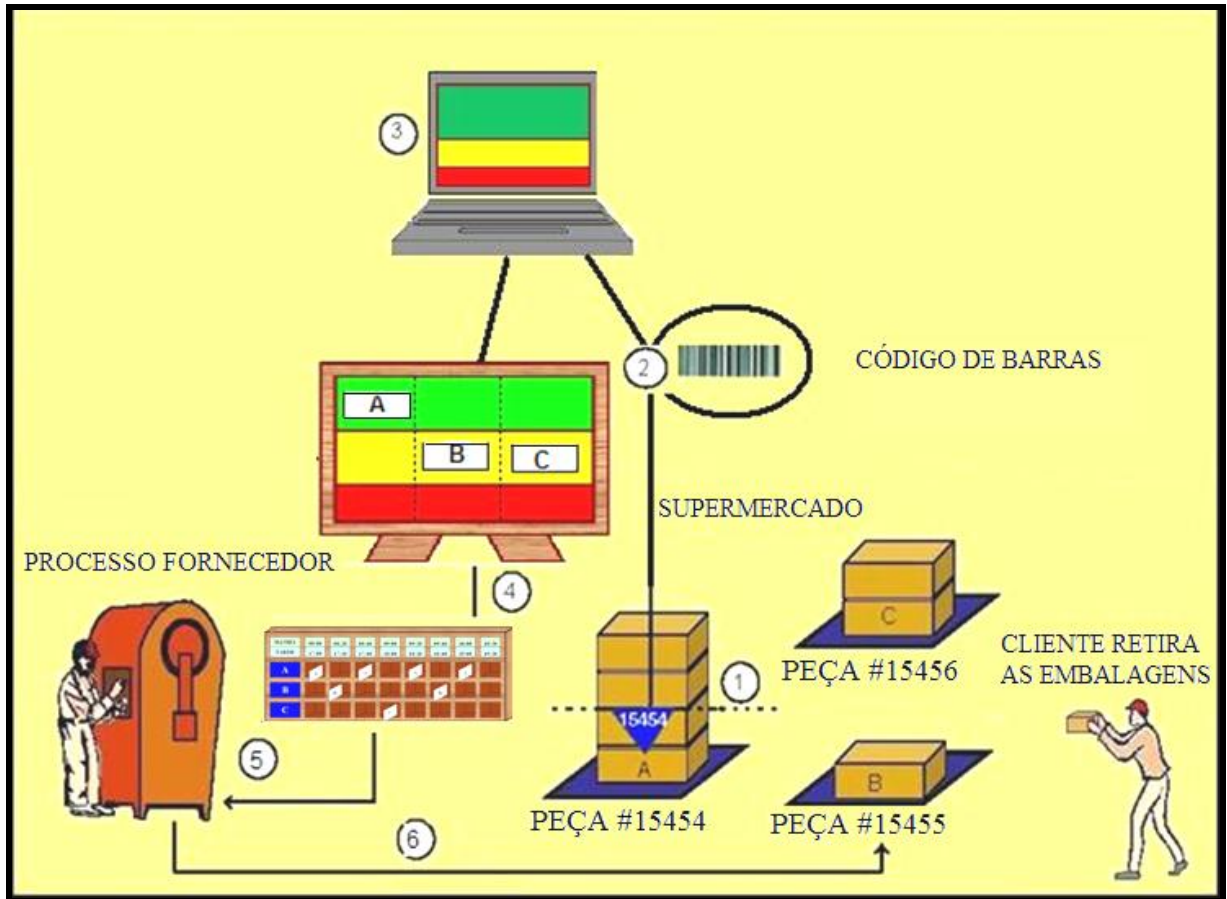 3
2
CÓDIGO DE BARRAS
A
B
C
SUPERMERCADO
PROCESSO FORNECEDOR
4
C
CLIENTE RETIRA
AS EMBALAGENS
PEÇA #15456
1
A
B
C
15454
5
A
B
PEÇA #15454
PEÇA #15455
6